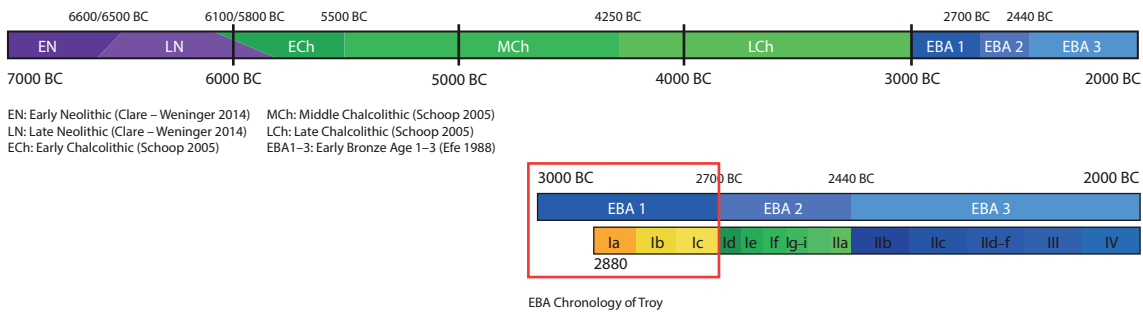 6600/6500 BC 6100/5800 BC 5500 BC 4250 BC 2700 BC 2440 BC
EN LN ECh MCh LCh EBA 1 EBA 2 EBA 3
7000 BC 6000 BC 5000 BC 4000 BC 3000 BC 2000 BC
EN: Early Neolithic (Clare – Weninger 2014) MCh: Middle Chalcolithic (Schoop 2005)
LN: Late Neolithic (Clare – Weninger 2014) LCh: Late Chalcolithic (Schoop 2005)
ECh: Early Chalcolithic (Schoop 2005) EBA1–3: Early Bronze Age 1–3 (Efe 1988)
3000 BC 2700 BC 2440 BC 2000 BC
EBA 1 EBA 2 EBA 3
Ia Ib Ic Id Ie If Ig-i IIa IIb IIc IId-f III IV
2880
EBA Chronology of Troy